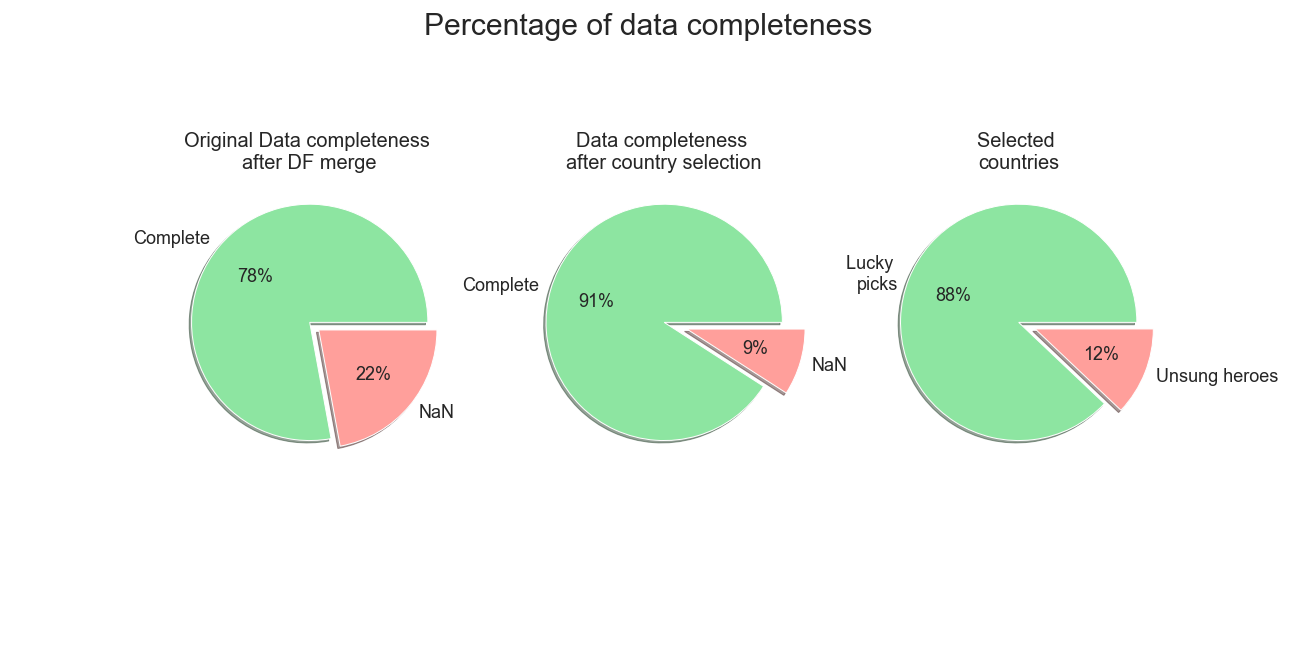 Percentage of data completeness
Original Data completeness
after DF merge
Complete
78%
22%
NaN
Data completeness
after country selection
Complete
91%
9%
NaN
Selected
countries
Lucky
picks
88%
12%
Unsung heroes